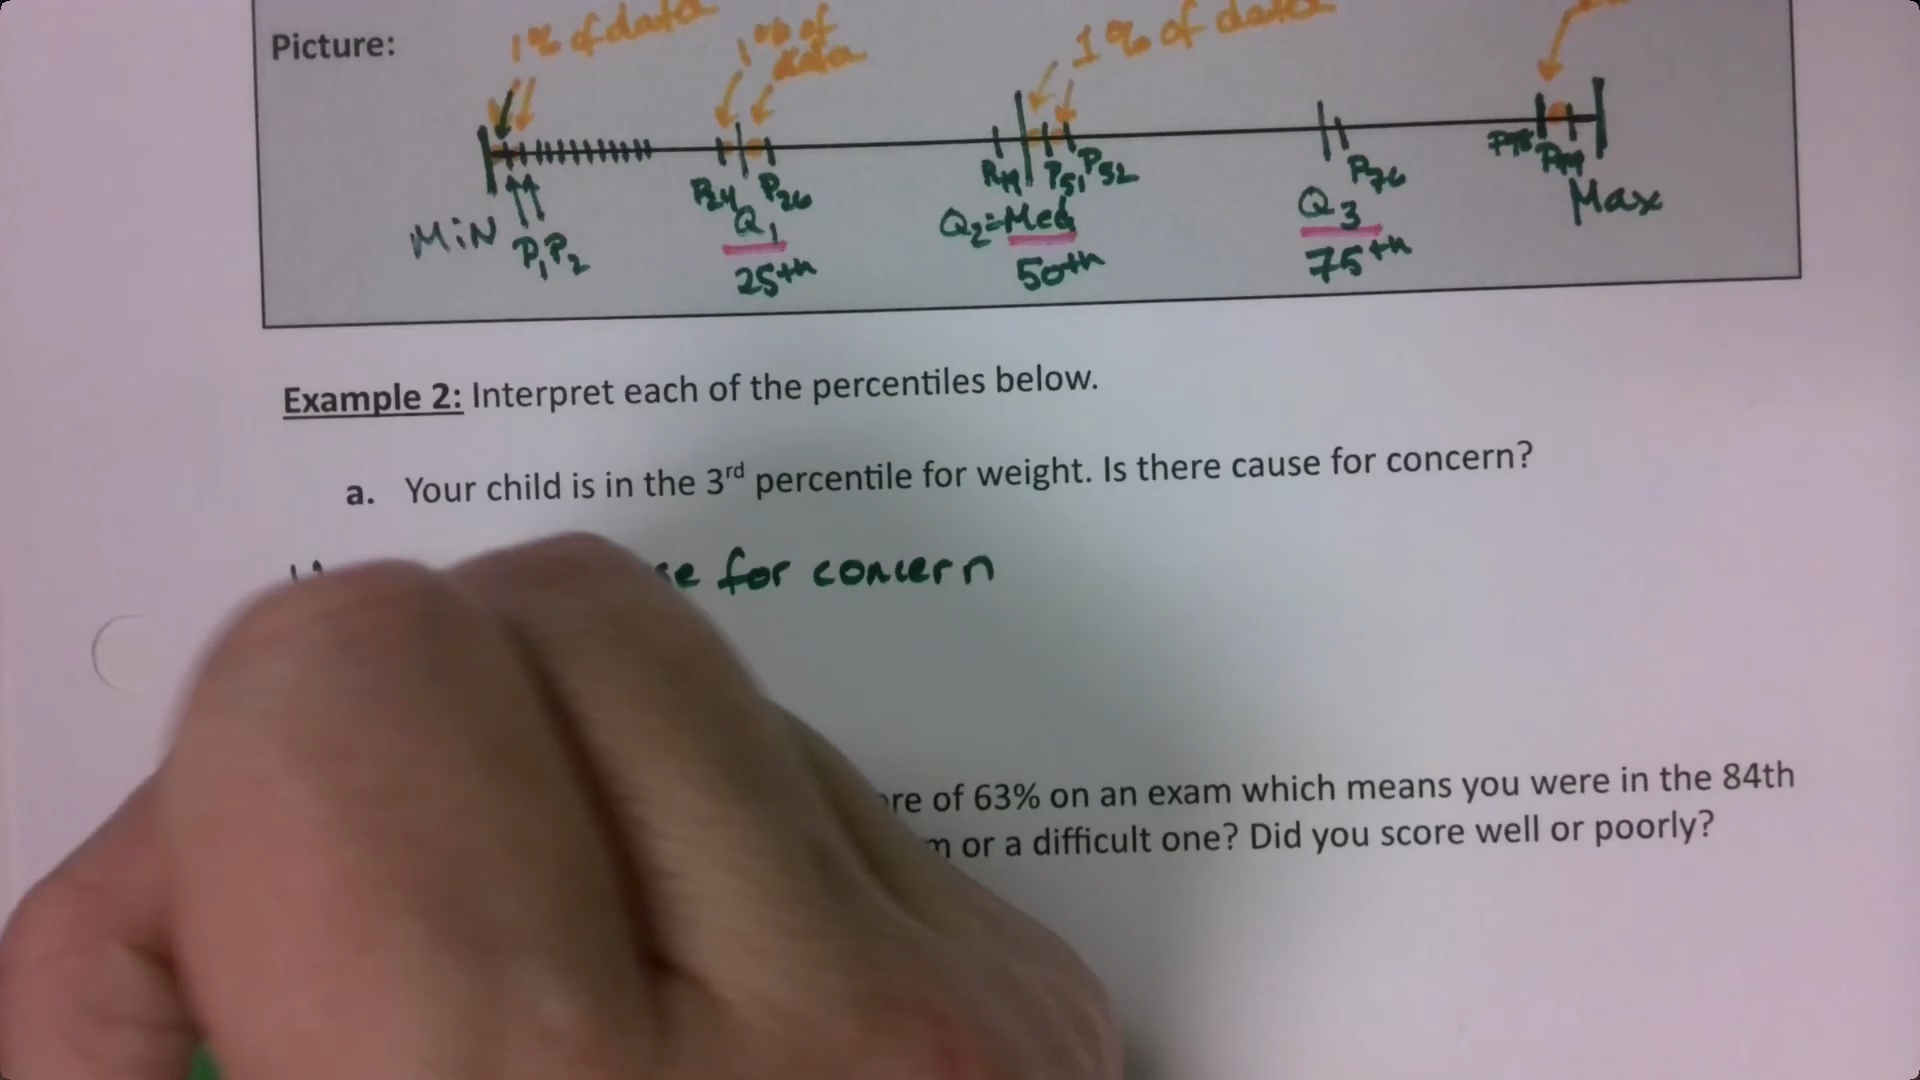 Picture:
1% of data
1% of
data
1% of data
P24 P26
P51 P52
P76
P99
MiN P1 P2
Q1
Q2=Med
Q3
Max
25th
50th
75th
Example 2: Interpret each of the percentiles below.
a. Your child is in the 3rd percentile for weight. Is there cause for concern?
for concern
of 63% on an exam which means you were in the 84th
or a difficult one? Did you score well or poorly?